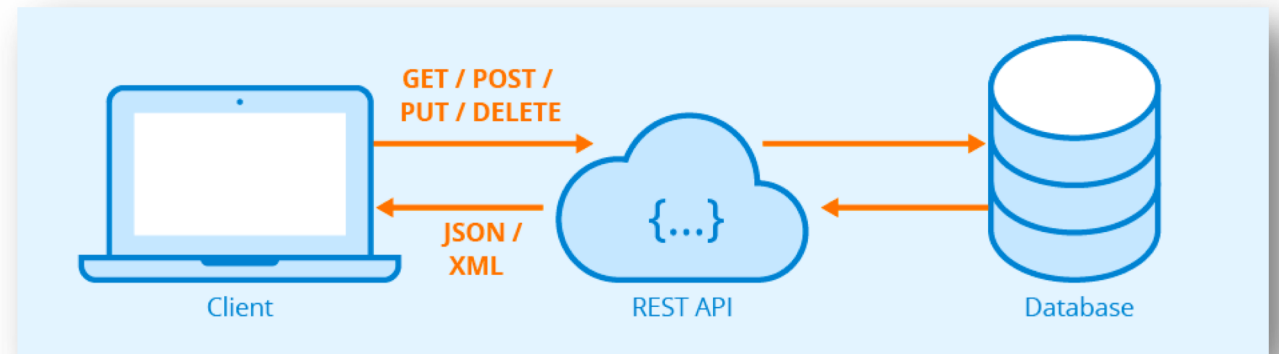 GET / POST /
PUT / DELETE
{...}
JSON /
XML
Client
REST API
Database